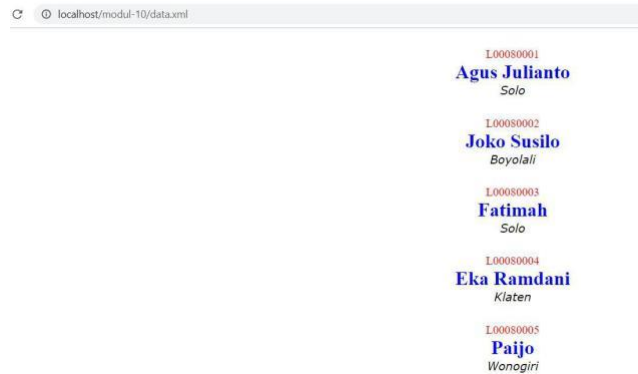 localhost/modul-10/data.xml
L00080001
Agus Julianto
Solo
L00080002
Joko Susilo
Boyolali
L00080003
Fatimah
Solo
L00080004
Eka Ramdani
Klaten
L00080005
Paijo
Wonogiri